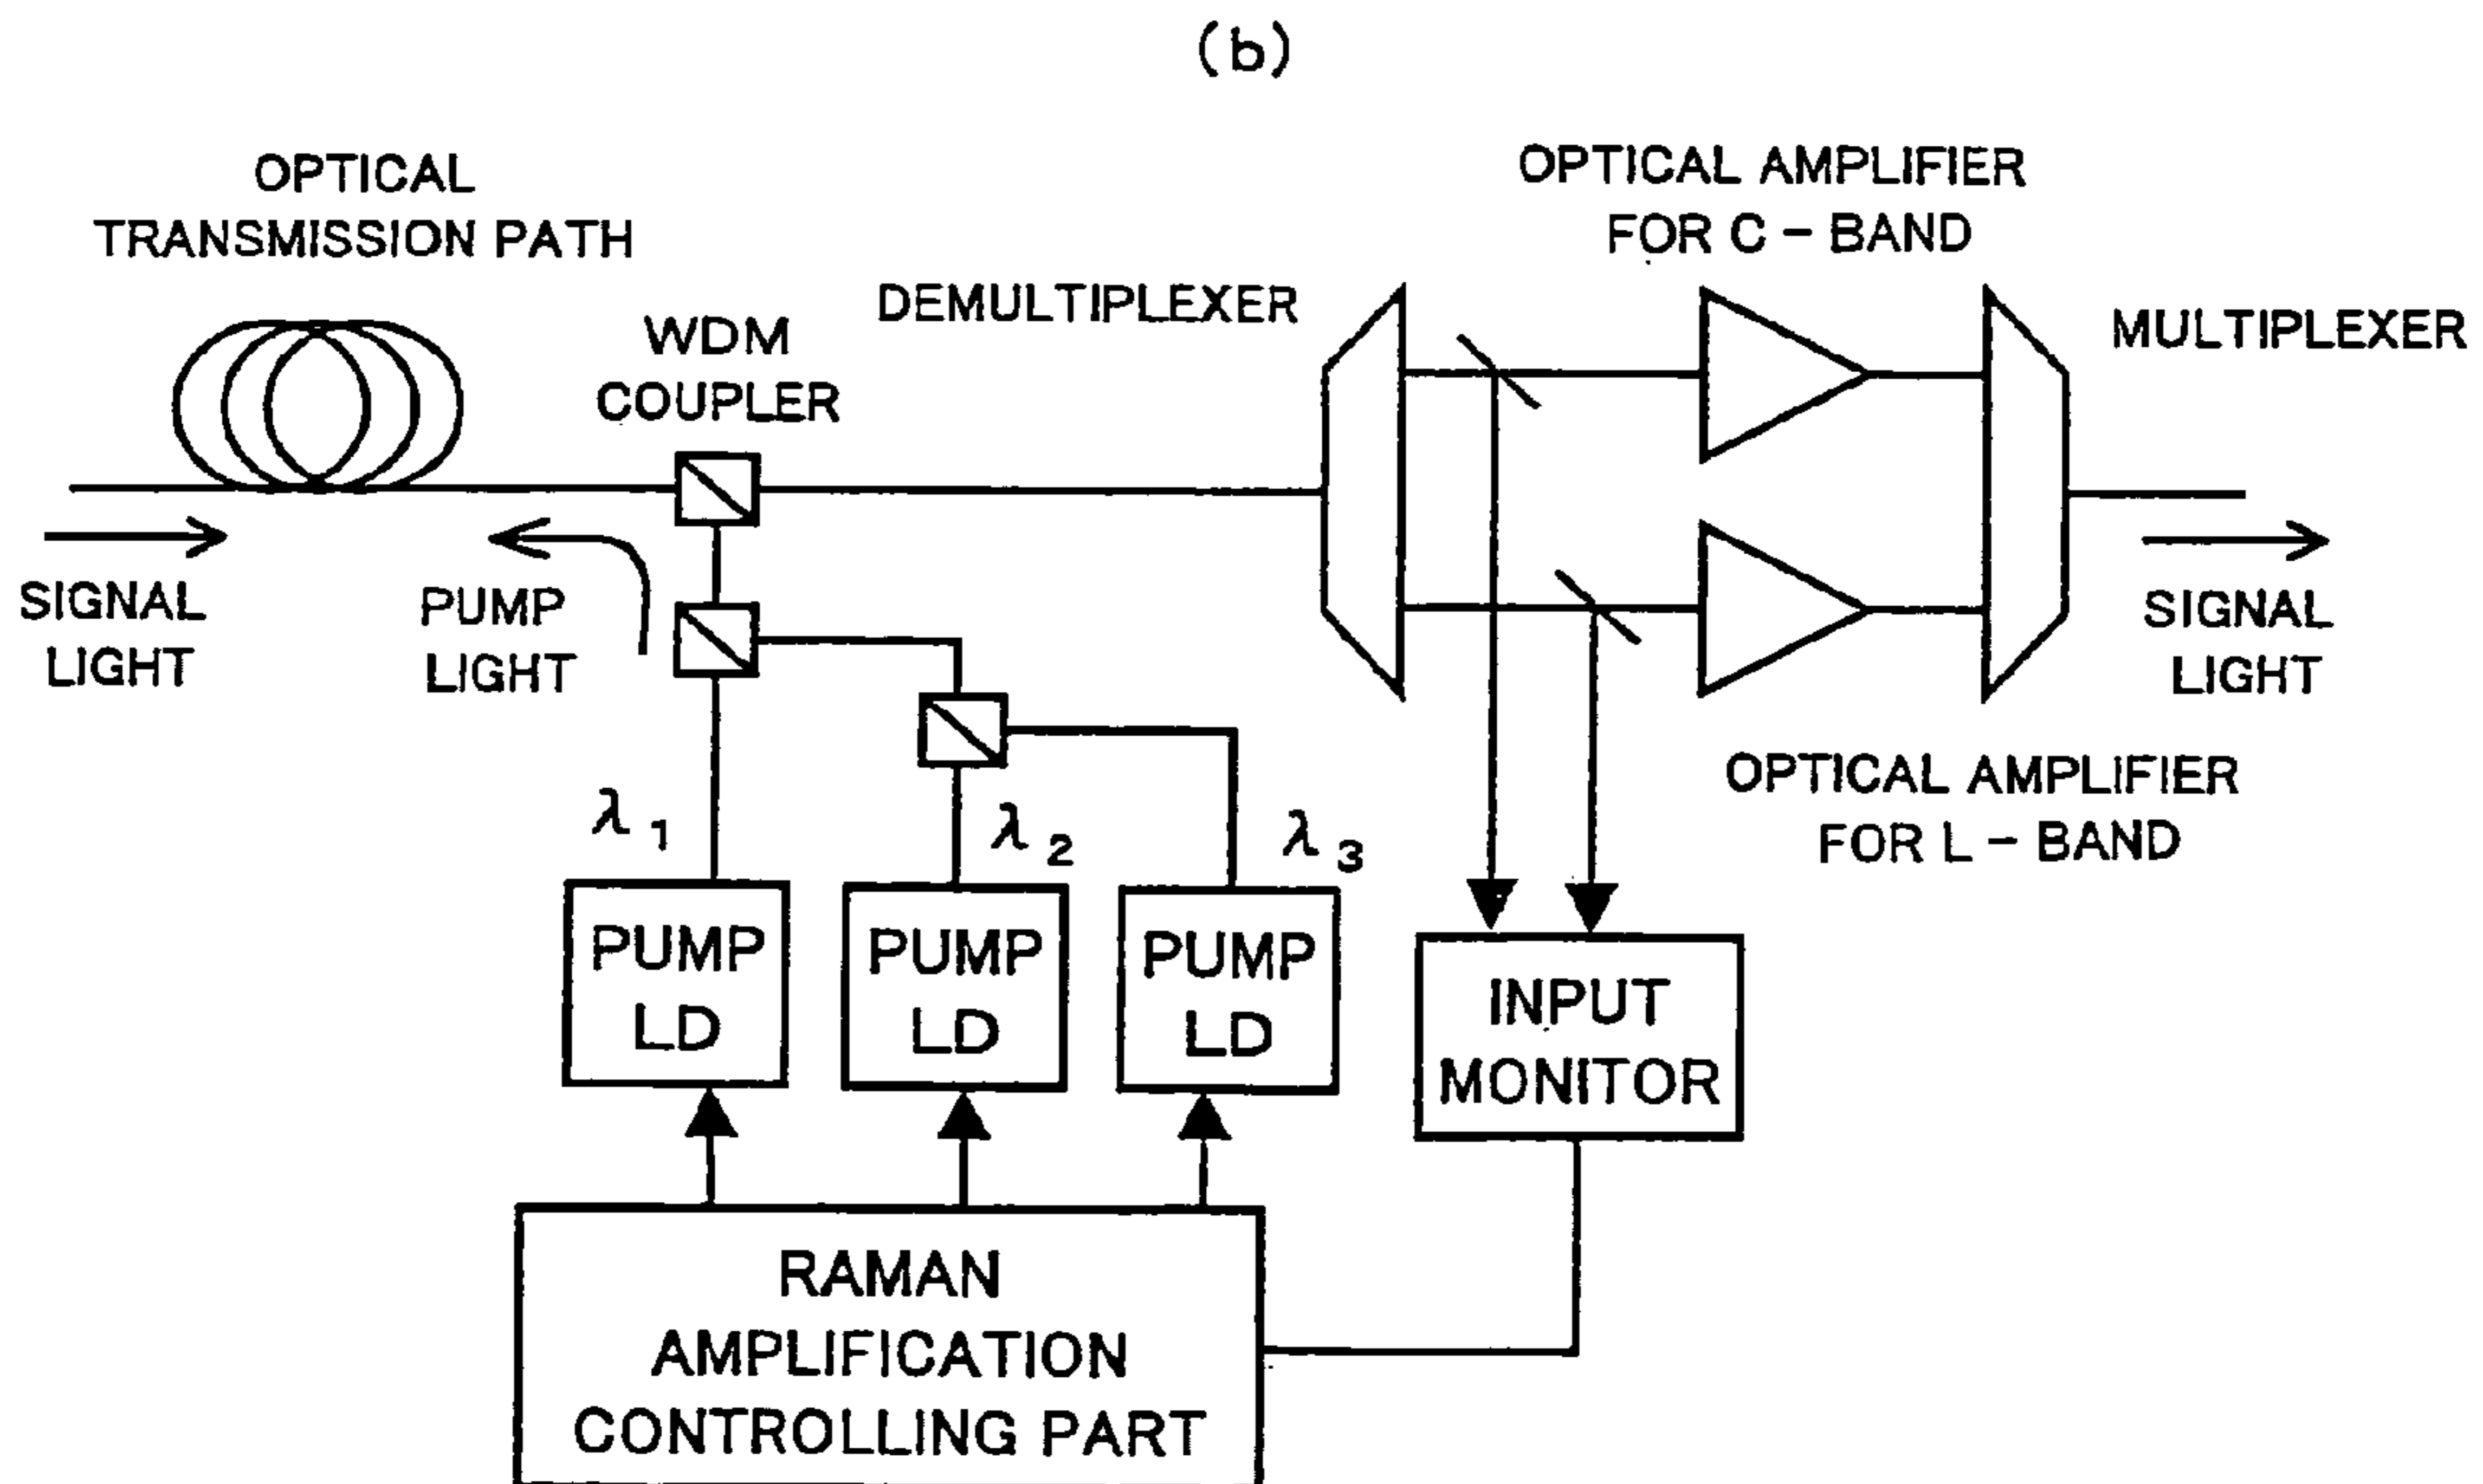 (b)
OPTICAL
TRANSMISSION PATH
WDM
COUPLER
DEMULTIPLEXER
OPTICAL AMPLIFIER
FOR C - BAND
MULTIPLEXER
SIGNAL
LIGHT
PUMP
LIGHT
SIGNAL
LIGHT
OPTICAL AMPLIFIER
FOR L - BAND
λ1
λ2
λ3
PUMP
LD
PUMP
LD
PUMP
LD
INPUT
MONITOR
RAMAN
AMPLIFICATION
CONTROLLING PART